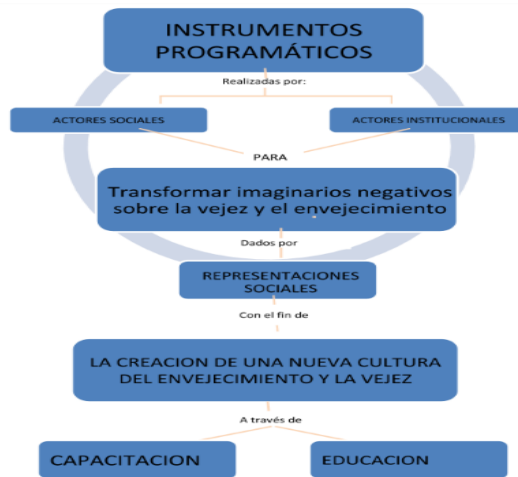 INSTRUMENTOS
PROGRAMÁTICOS
Realizadas por:
ACTORES SOCIALES
ACTORES INSTITUCIONALES
PARA
Transformar imaginarios negativos
sobre la vejez y el envejecimiento
Dados por
REPRESENTACIONES
SOCIALES
Con el fin de
LA CREACION DE UNA NUEVA CULTURA
DEL ENVEJECIMIENTO Y LA VEJEZ
A través de
CAPACITACION
EDUCACION